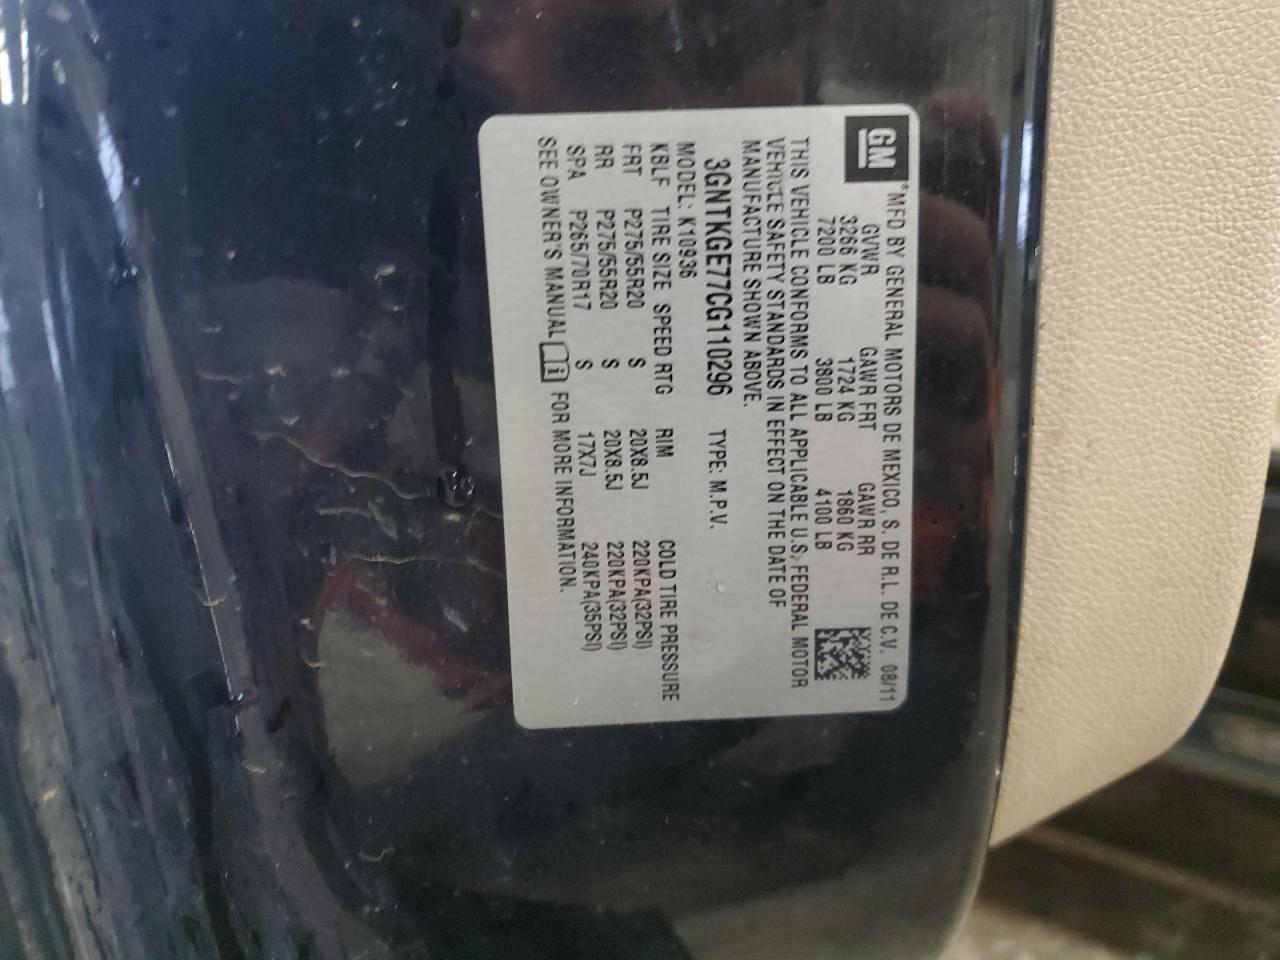 GM
*MFD BY GENERAL MOTORS DE MEXICO, S. DE R.L. DE C.V. 08/11
GVWR GAWR FRT GAWR RR
3266 KG 1724 KG 1860 KG
7200 LB 3800 LB 4100 LB
THIS VEHICLE CONFORMS TO ALL APPLICABLE U.S. FEDERAL MOTOR
VEHICLE SAFETY STANDARDS IN EFFECT ON THE DATE OF
MANUFACTURE SHOWN ABOVE.
3GNTKGE77CG110296 TYPE: M.P.V.
MODEL: K10936
KBLF TIRE SIZE SPEED RTG RIM COLD TIRE PRESSURE
FRT P275/55R20 S 20X8.5J 220KPA(32PSI)
RR P275/55R20 S 20X8.5J 220KPA(32PSI)
SPA P265/70R17 S 17X7J 240KPA(35PSI)
SEE OWNER'S MANUAL i FOR MORE INFORMATION.